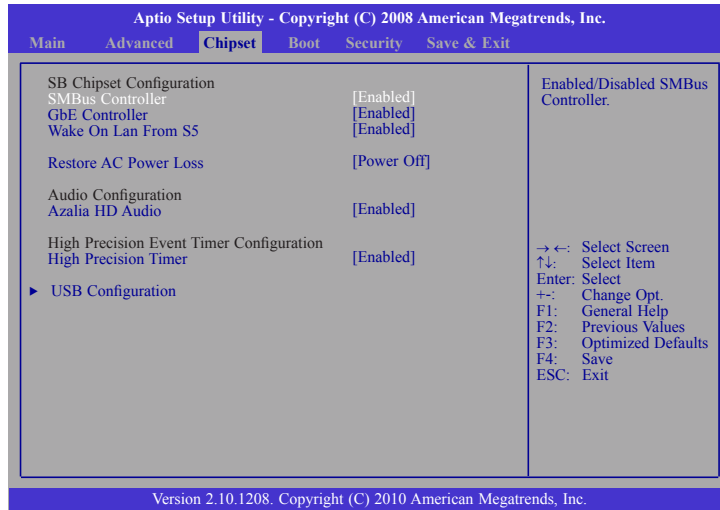 Aptio Setup Utility - Copyright (C) 2008 American Megatrends, Inc.
Main Advanced Chipset Boot Security Save & Exit
SB Chipset Configuration
SMBus Controller [Enabled]
GbE Controller [Enabled]
Wake On Lan From S5 [Enabled]
Restore AC Power Loss [Power Off]
Audio Configuration
Azalia HD Audio [Enabled]
High Precision Event Timer Configuration
High Precision Timer [Enabled]
► USB Configuration
Enabled/Disabled SMBus
Controller.
→ ←: Select Screen
↑↓: Select Item
Enter: Select
+-: Change Opt.
F1: General Help
F2: Previous Values
F3: Optimized Defaults
F4: Save
ESC: Exit
Version 2.10.1208. Copyright (C) 2010 American Megatrends, Inc.